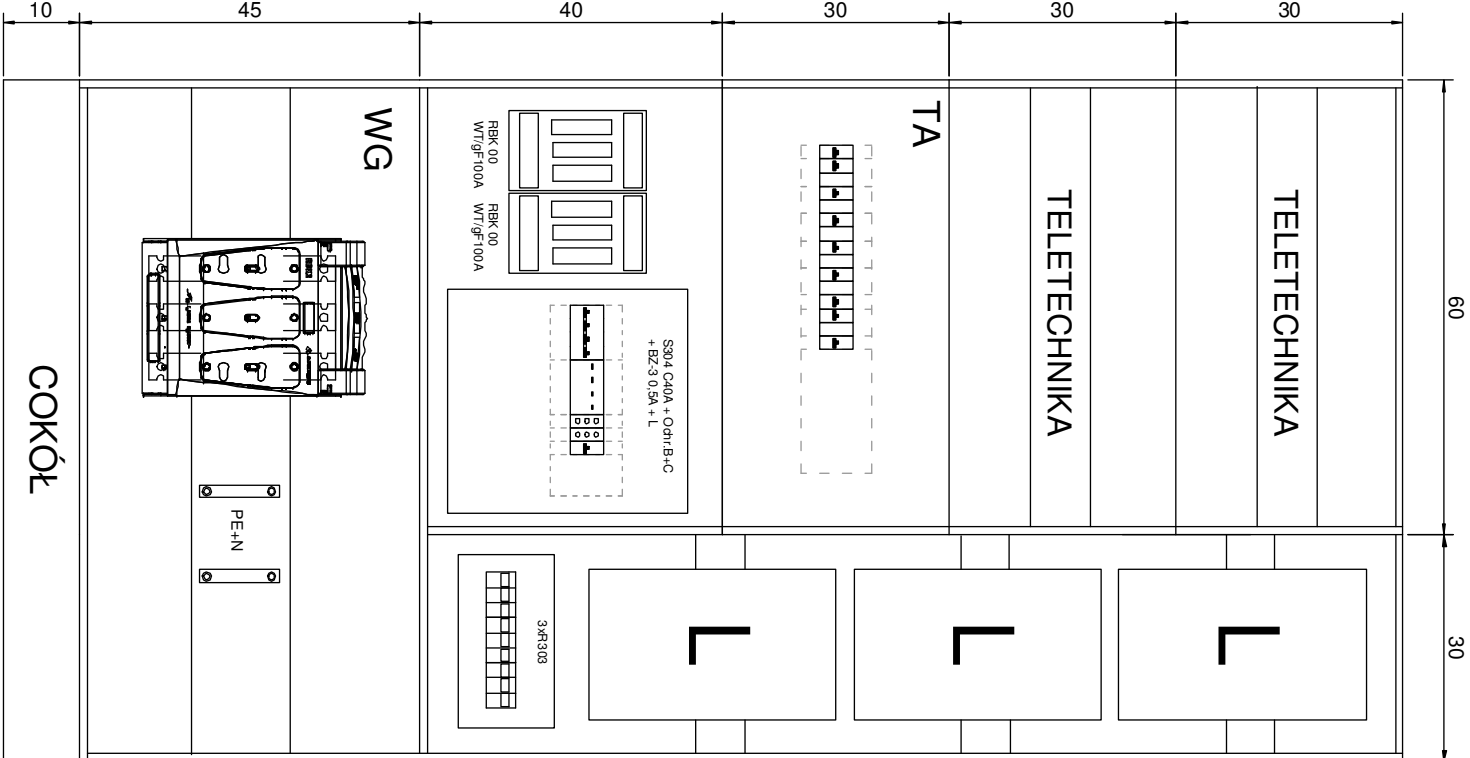 10
45
40
30
30
30
60
30
TELETECHNIKA
TELETECHNIKA
TA
WG
RBK 00
WT/gF100A
RBK 00
WT/gF100A
S304 C40A + Ochr.B+C
+ BZ-3 0,5A + L
COKÓŁ
PE+N
3xR303
L
L
L